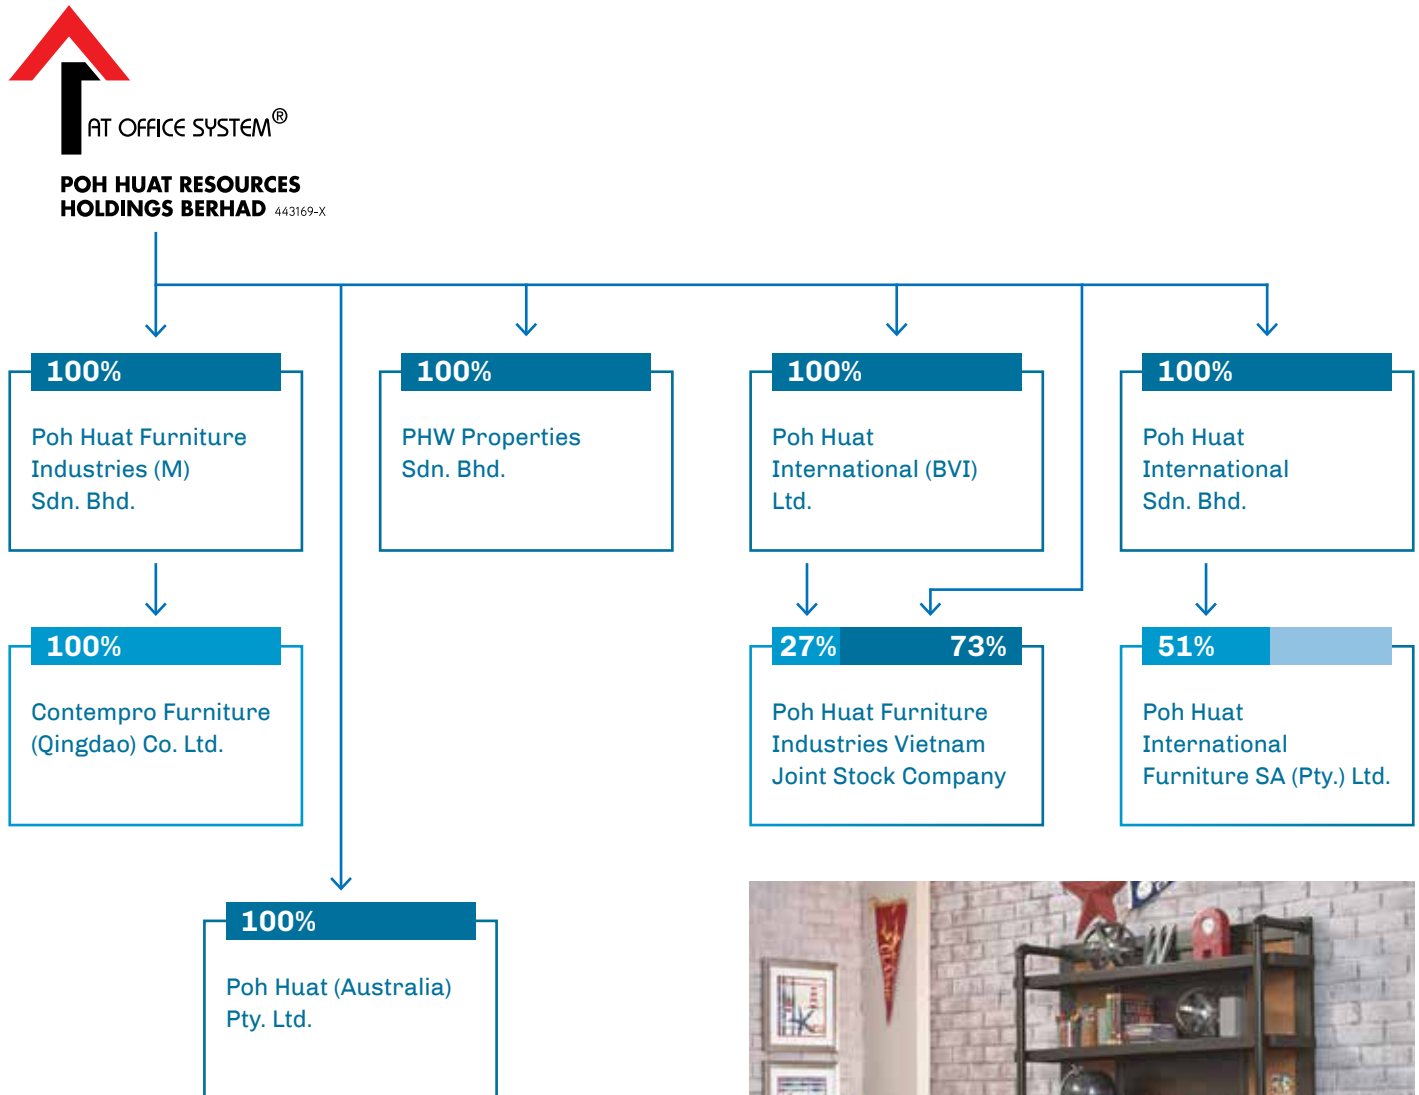 AT OFFICE SYSTEM®
POH HUAT RESOURCES
HOLDINGS BERHAD 443169-X
100%
Poh Huat Furniture
Industries (M)
Sdn. Bhd.
100%
PHW Properties
Sdn. Bhd.
100%
Poh Huat
International (BVI)
Ltd.
100%
Poh Huat
International
Sdn. Bhd.
100%
Contempro Furniture
(Qingdao) Co. Ltd.
27% 73%
Poh Huat Furniture
Industries Vietnam
Joint Stock Company
51%
Poh Huat
International
Furniture SA (Pty.) Ltd.
100%
Poh Huat (Australia)
Pty. Ltd.